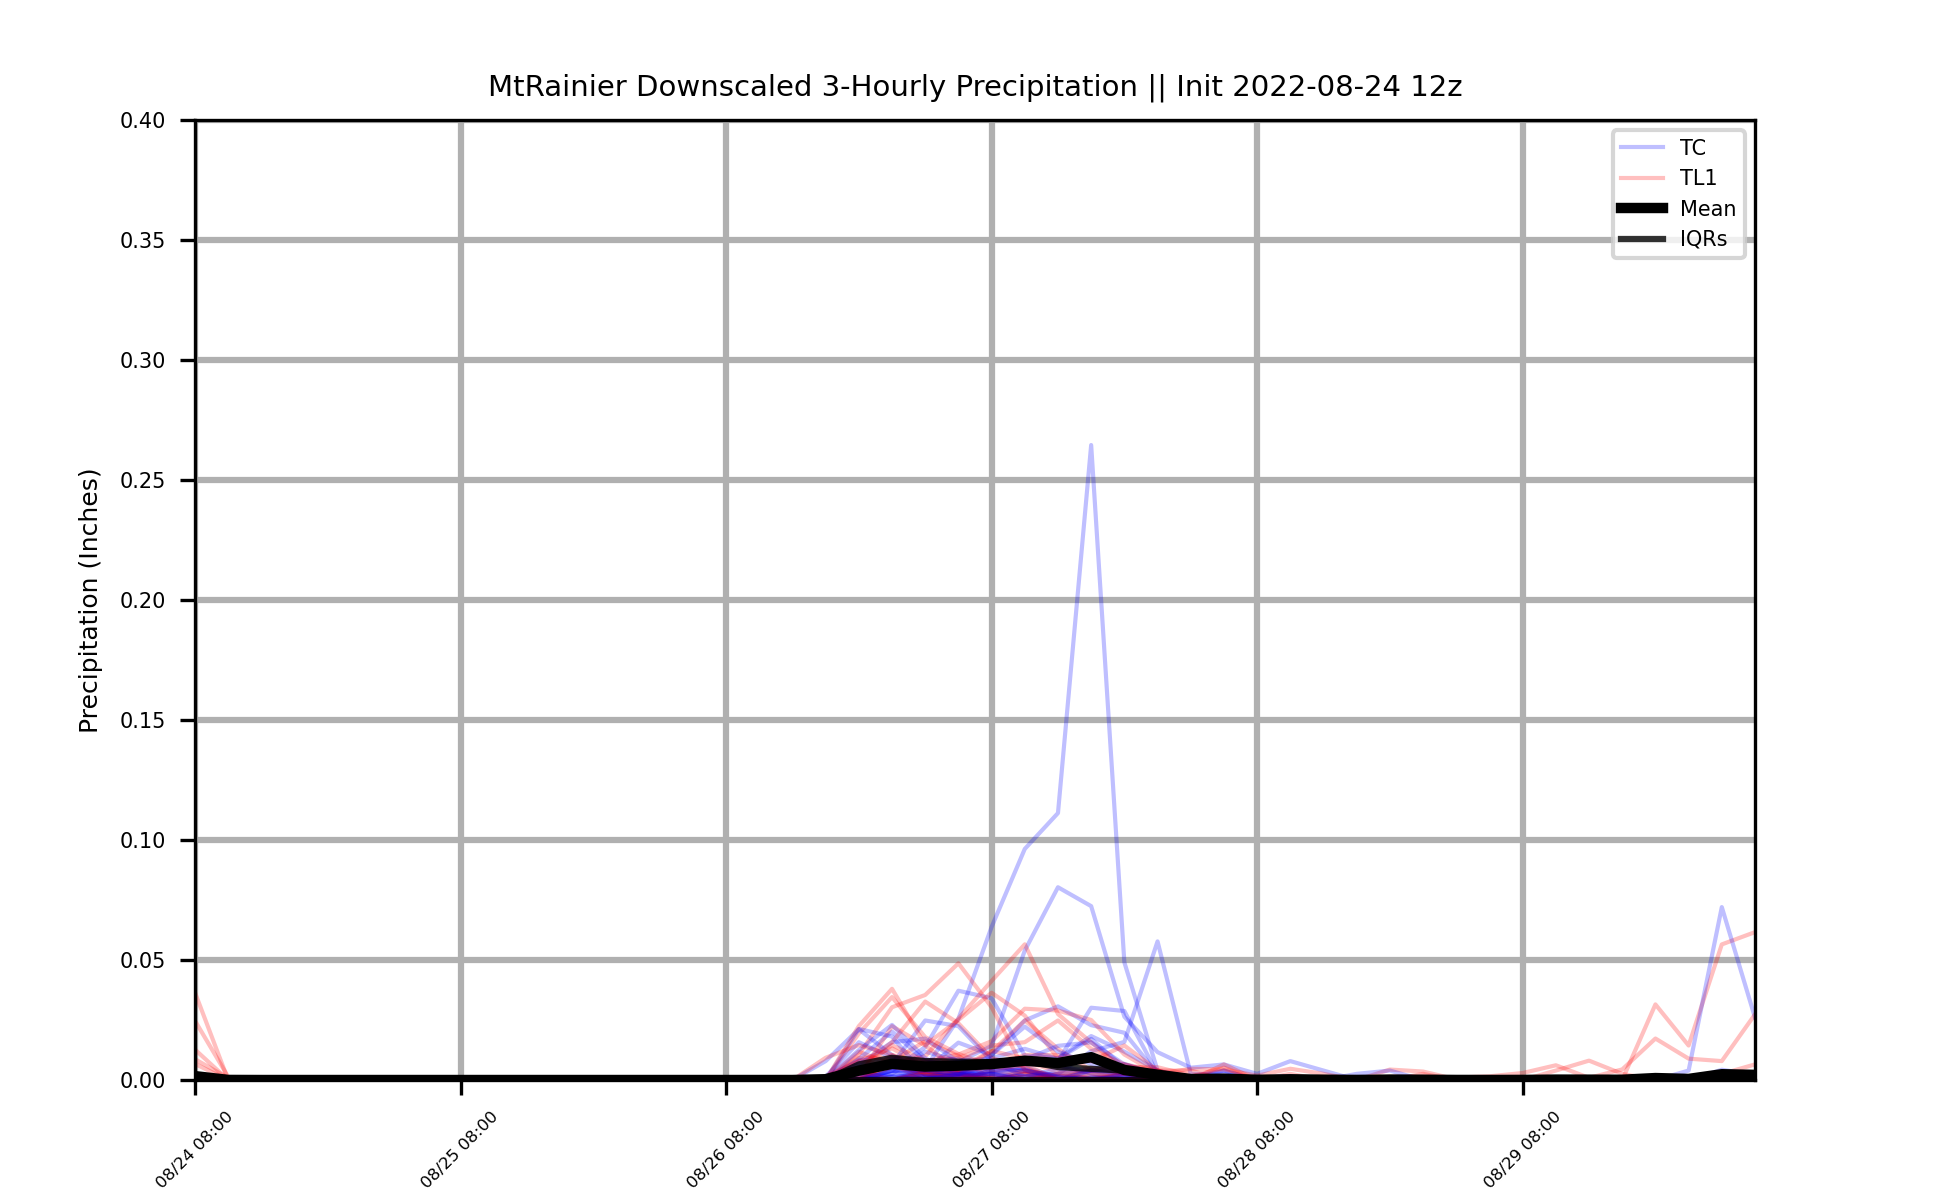 MtRainier Downscaled 3-Hourly Precipitation || Init 2022-08-24 12z
0.40
0.35
0.30
0.25
0.20
0.15
0.10
0.05
0.00
Precipitation (Inches)
TC
TL1
Mean
IQRs
08/24 08:00
08/25 08:00
08/26 08:00
08/27 08:00
08/28 08:00
08/29 08:00